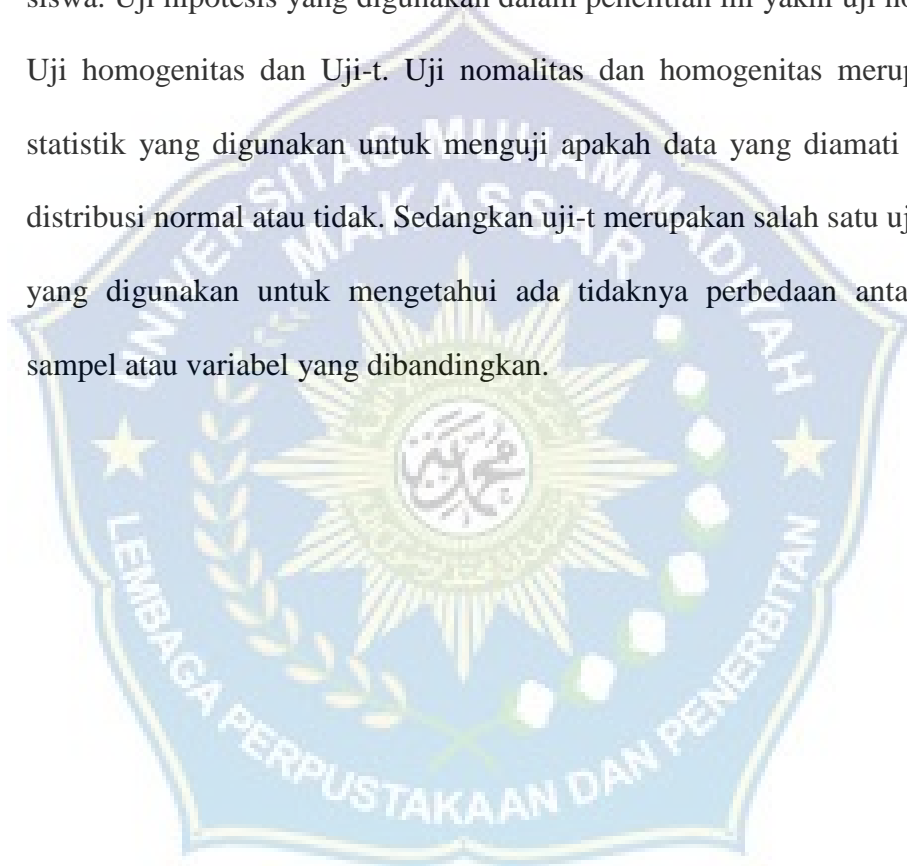 siswa. Uji hipotesis yang digunakan dalam penelitian ini yakni uji no
Uji homogenitas dan Uji-t. Uji nomalitas dan homogenitas merup
statistik yang digunakan untuk menguji apakah data yang diamati
distribusi normal atau tidak. Sedangkan uji-t merupakan salah satu uj
yang digunakan untuk mengetahui ada tidaknya perbedaan anta
sampel atau variabel yang dibandingkan.
UNIVERSITAS MUHAMMADIYAH
MAKASSAR
LEMBAGA PERPUSTAKAAN DAN PENERBITAN